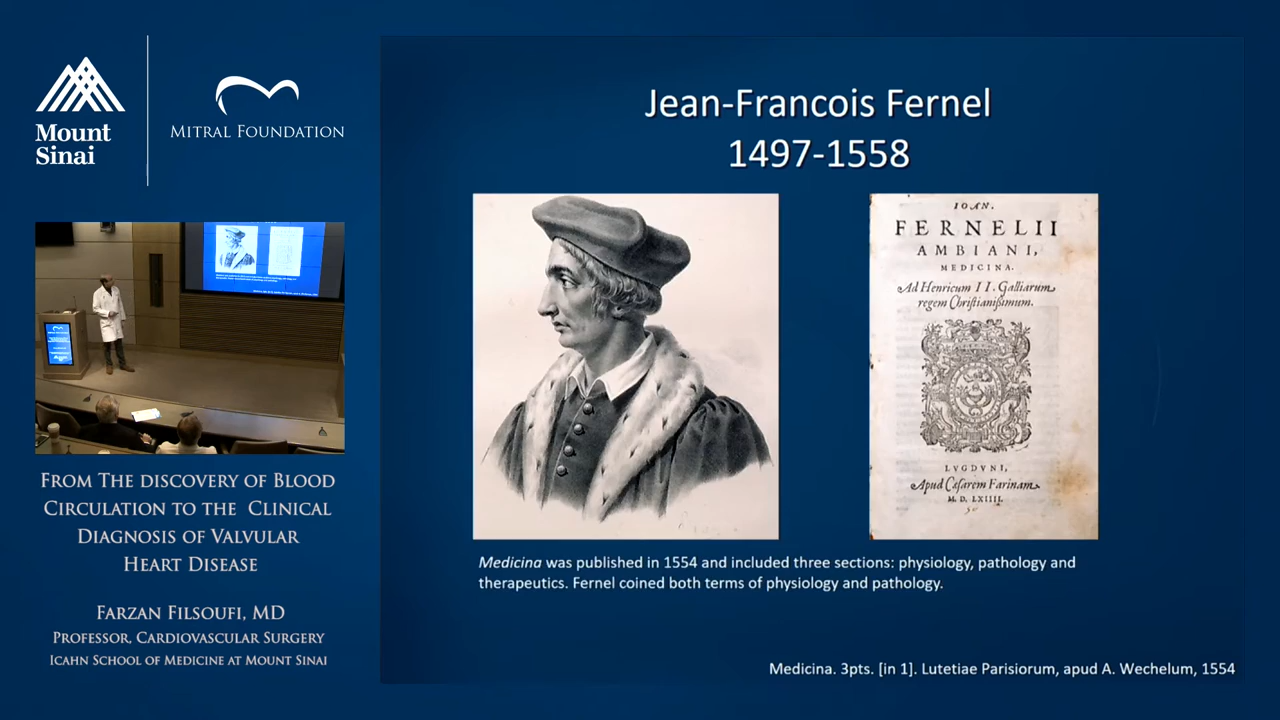 Mount
Sinai
MITRAL FOUNDATION
FROM THE DISCOVERY OF BLOOD
CIRCULATION TO THE CLINICAL
DIAGNOSIS OF VALVULAR
HEART DISEASE
FARZAN FILSOUFI, MD
PROFESSOR, CARDIOVASCULAR SURGERY
ICAHN SCHOOL OF MEDICINE AT MOUNT SINAI
Jean-Francois Fernel
1497-1558
IOAN.
FERNELII
AMBIANI,
MEDICINA.
Ad Henricum II. Galliarum
regem Christianißimum.
LVGDVNI,
Apud Cæsarem Farinam
M. D. LXIIII.
Medicina was published in 1554 and included three sections: physiology, pathology and
therapeutics. Fernel coined both terms of physiology and pathology.
Medicina. 3pts. [in 1]. Lutetiae Parisiorum, apud A. Wechelum, 1554